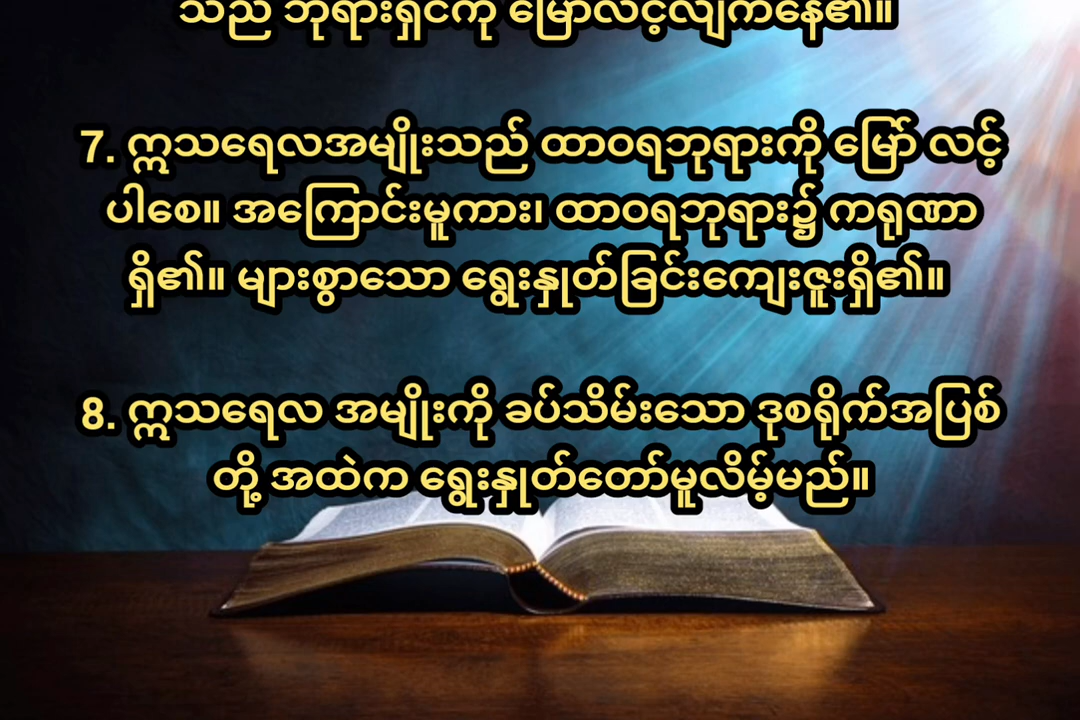 သည် ဘုရားရှင်ကို မြော်လင့်လျက်နေ၏။
7. ဣသရေလအမျိုးသည် ထာဝရဘုရားကို မြော် လင့်
ပါစေ။ အကြောင်းမူကား၊ ထာဝရဘုရား၌ ကရုဏာ
ရှိ၏။ များစွာသော ရွေးနှုတ်ခြင်းကျေးဇူးရှိ၏။
8. ဣသရေလ အမျိုးကို ခပ်သိမ်းသော ဒုစရိုက်အပြစ်
တို့ အထဲက ရွေးနှုတ်တော်မူလိမ့်မည်။